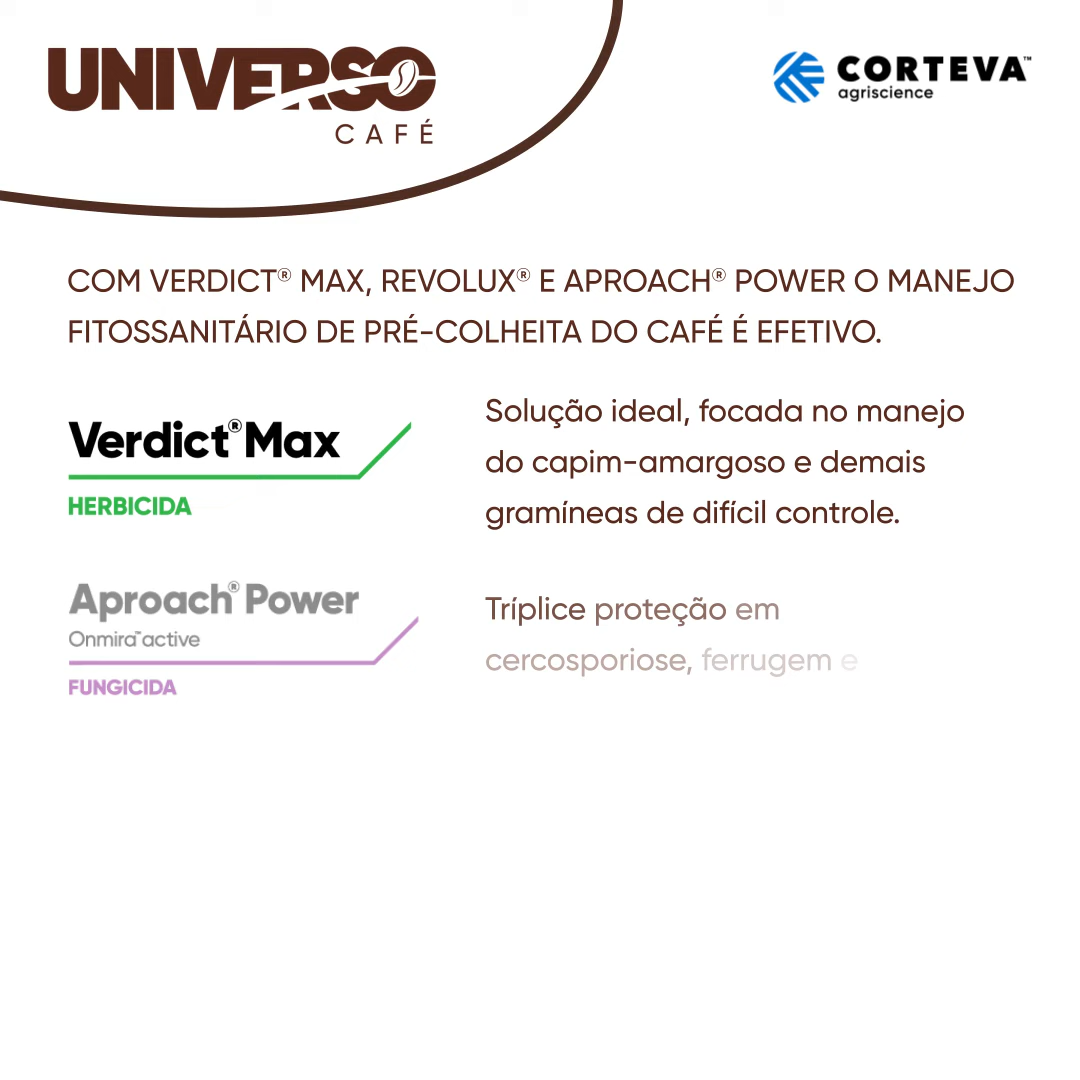 UNIVERSO
CAFÉ
CORTEVA™
agriscience
COM VERDICT® MAX, REVOLUX® E APROACH® POWER O MANEJO
FITOSSANITÁRIO DE PRÉ-COLHEITA DO CAFÉ É EFETIVO.
Verdict® Max
HERBICIDA
Solução ideal, focada no manejo
do capim-amargoso e demais
gramíneas de difícil controle.
Aproach® Power
Onmira™ active
FUNGICIDA
Tríplice proteção em
cercosporiose, ferrugem e